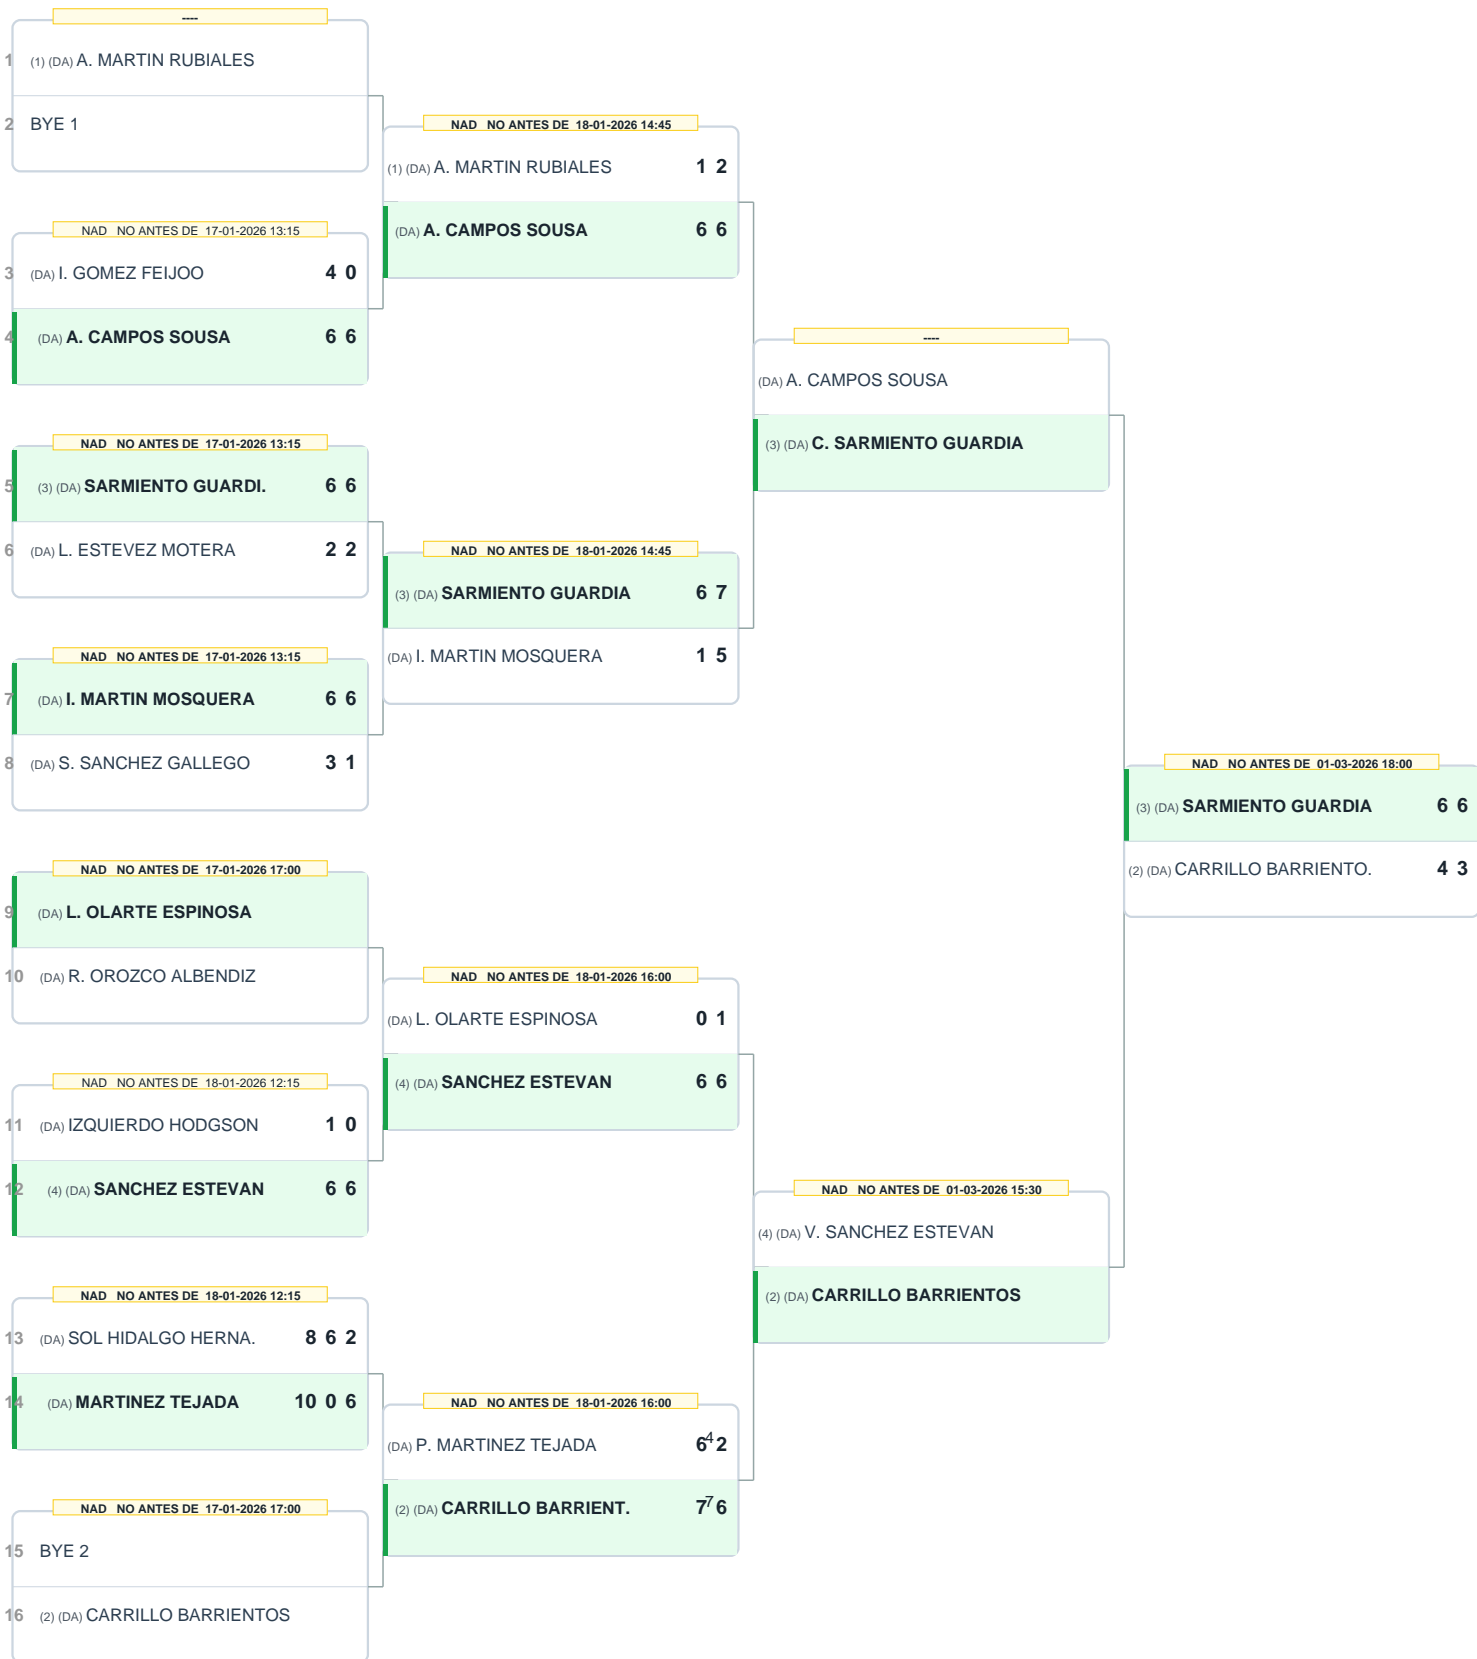 ----
1 (1) (DA) A. MARTIN RUBIALES
2 BYE 1
NAD NO ANTES DE 17-01-2026 13:15
3 (DA) I. GOMEZ FEIJOO 4 0
4 (DA) A. CAMPOS SOUSA 6 6
NAD NO ANTES DE 17-01-2026 13:15
5 (3) (DA) SARMIENTO GUARDI. 6 6
6 (DA) L. ESTEVEZ MOTERA 2 2
NAD NO ANTES DE 17-01-2026 13:15
7 (DA) I. MARTIN MOSQUERA 6 6
8 (DA) S. SANCHEZ GALLEGO 3 1
NAD NO ANTES DE 17-01-2026 17:00
9 (DA) L. OLARTE ESPINOSA
10 (DA) R. OROZCO ALBENDIZ
NAD NO ANTES DE 18-01-2026 12:15
11 (DA) IZQUIERDO HODGSON 1 0
12 (4) (DA) SANCHEZ ESTEVAN 6 6
NAD NO ANTES DE 18-01-2026 12:15
13 (DA) SOL HIDALGO HERNA. 8 6 2
14 (DA) MARTINEZ TEJADA 10 0 6
NAD NO ANTES DE 17-01-2026 17:00
15 BYE 2
16 (2) (DA) CARRILLO BARRIENTOS
NAD NO ANTES DE 18-01-2026 14:45
(1) (DA) A. MARTIN RUBIALES 1 2
(DA) A. CAMPOS SOUSA 6 6
NAD NO ANTES DE 18-01-2026 14:45
(3) (DA) SARMIENTO GUARDIA 6 7
(DA) I. MARTIN MOSQUERA 1 5
NAD NO ANTES DE 18-01-2026 16:00
(DA) L. OLARTE ESPINOSA 0 1
(4) (DA) SANCHEZ ESTEVAN 6 6
NAD NO ANTES DE 18-01-2026 16:00
(DA) P. MARTINEZ TEJADA 6 4 2
(2) (DA) CARRILLO BARRIENT. 7 7 6
----
(DA) A. CAMPOS SOUSA
(3) (DA) C. SARMIENTO GUARDIA
NAD NO ANTES DE 01-03-2026 15:30
(4) (DA) V. SANCHEZ ESTEVAN
(2) (DA) CARRILLO BARRIENTOS
NAD NO ANTES DE 01-03-2026 18:00
(3) (DA) SARMIENTO GUARDIA 6 6
(2) (DA) CARRILLO BARRIENTO. 4 3